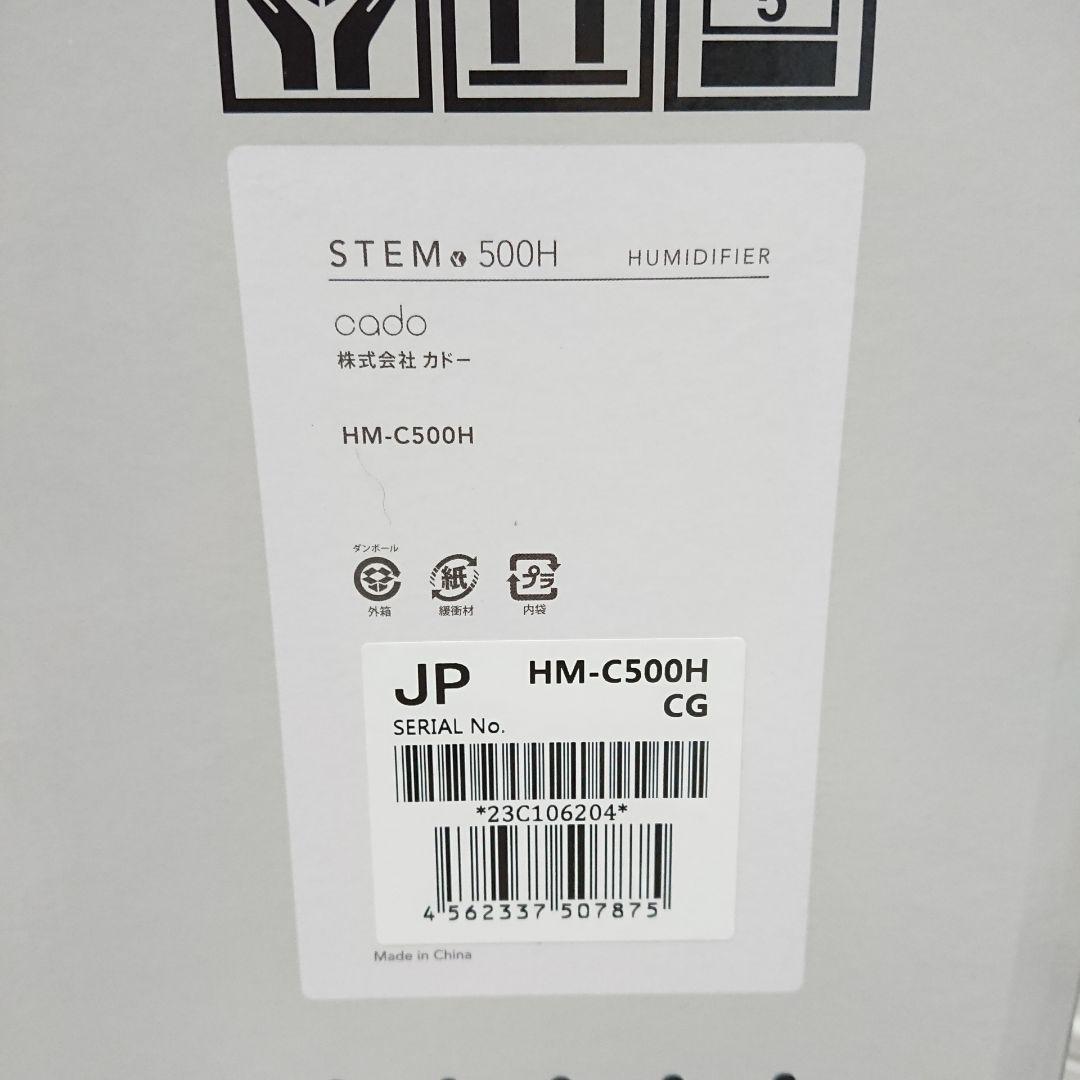 5
STEM 500H HUMIDIFIER
cado
株式会社 カドー
HM-C500H
ダンボール
紙 プラ
外箱 緩衝材 内袋
JP HM-C500H
CG
SERIAL No.
*23C106204*
4 562337 507875
Made in China